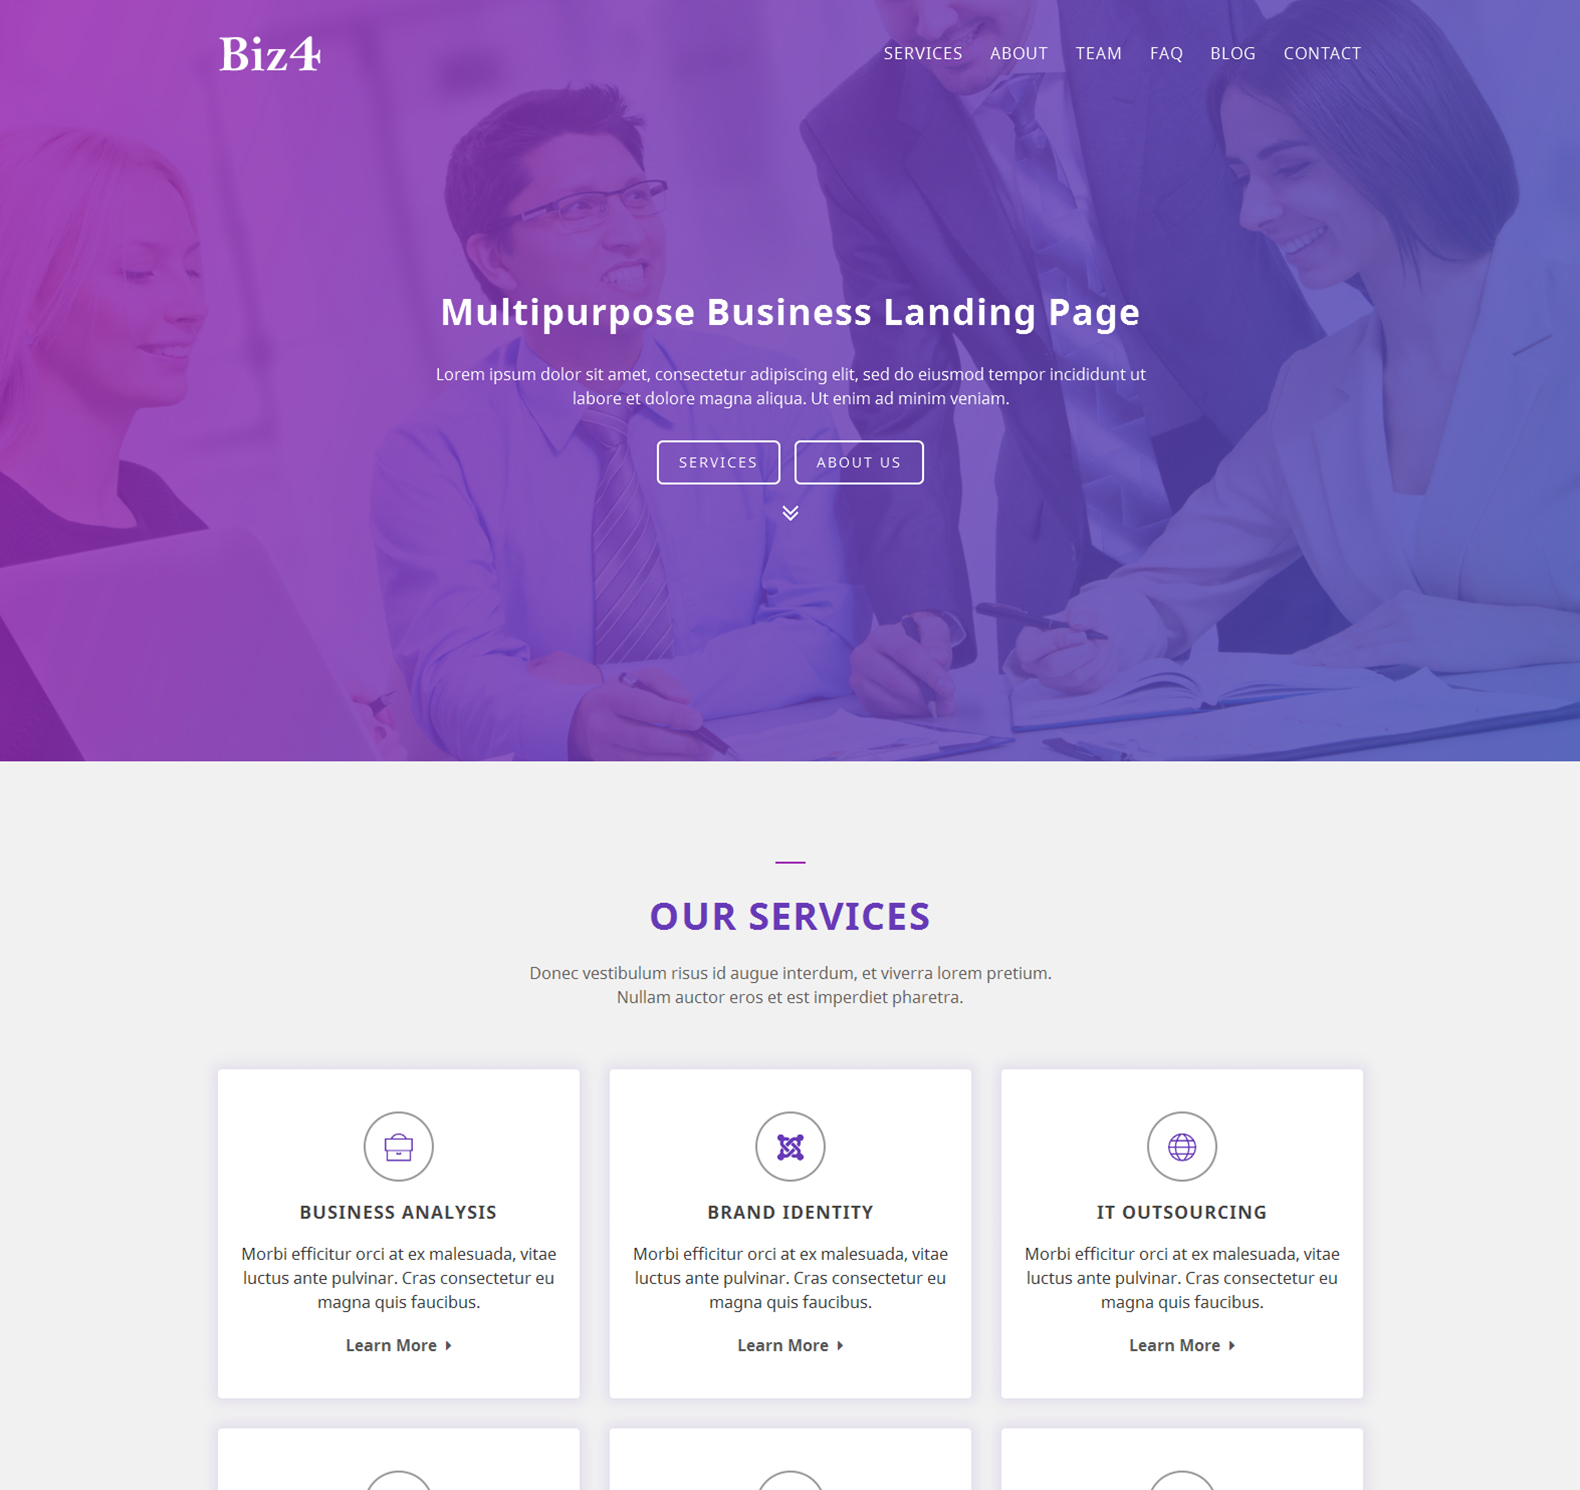 Biz4
SERVICES ABOUT TEAM FAQ BLOG CONTACT
Multipurpose Business Landing Page
Lorem ipsum dolor sit amet, consectetur adipiscing elit, sed do eiusmod tempor incididunt ut
labore et dolore magna aliqua. Ut enim ad minim veniam.
SERVICES ABOUT US
OUR SERVICES
Donec vestibulum risus id augue interdum, et viverra lorem pretium.
Nullam auctor eros et est imperdiet pharetra.
BUSINESS ANALYSIS
Morbi efficitur orci at ex malesuada, vitae
luctus ante pulvinar. Cras consectetur eu
magna quis faucibus.
Learn More
BRAND IDENTITY
Morbi efficitur orci at ex malesuada, vitae
luctus ante pulvinar. Cras consectetur eu
magna quis faucibus.
Learn More
IT OUTSOURCING
Morbi efficitur orci at ex malesuada, vitae
luctus ante pulvinar. Cras consectetur eu
magna quis faucibus.
Learn More